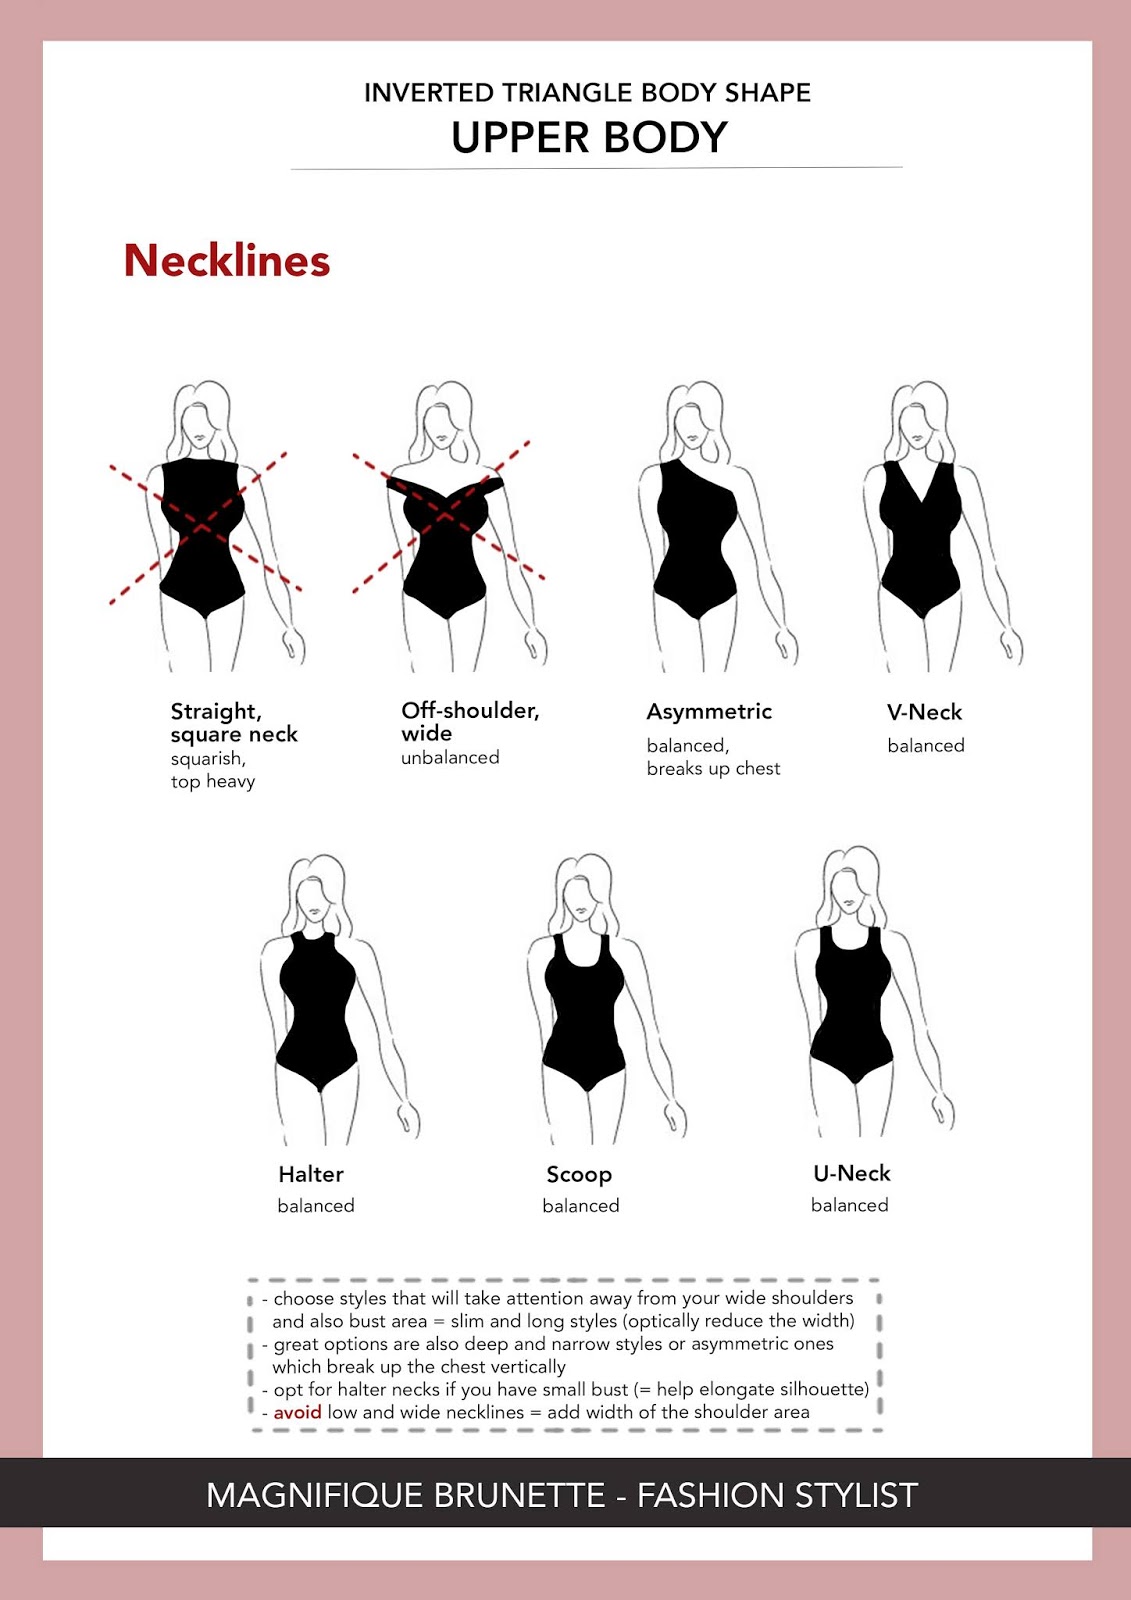 INVERTED TRIANGLE BODY SHAPE
UPPER BODY
Necklines
Straight,
square neck
squarish,
top heavy
Off-shoulder,
wide
unbalanced
Asymmetric
balanced,
breaks up chest
V-Neck
balanced
Halter
balanced
Scoop
balanced
U-Neck
balanced
- choose styles that will take attention away from your wide shoulders
and also bust area = slim and long styles (optically reduce the width)
- great options are also deep and narrow styles or asymmetric ones
which break up the chest vertically
- opt for halter necks if you have small bust (= help elongate silhouette)
- avoid low and wide necklines = add width of the shoulder area
MAGNIFIQUE BRUNETTE - FASHION STYLIST